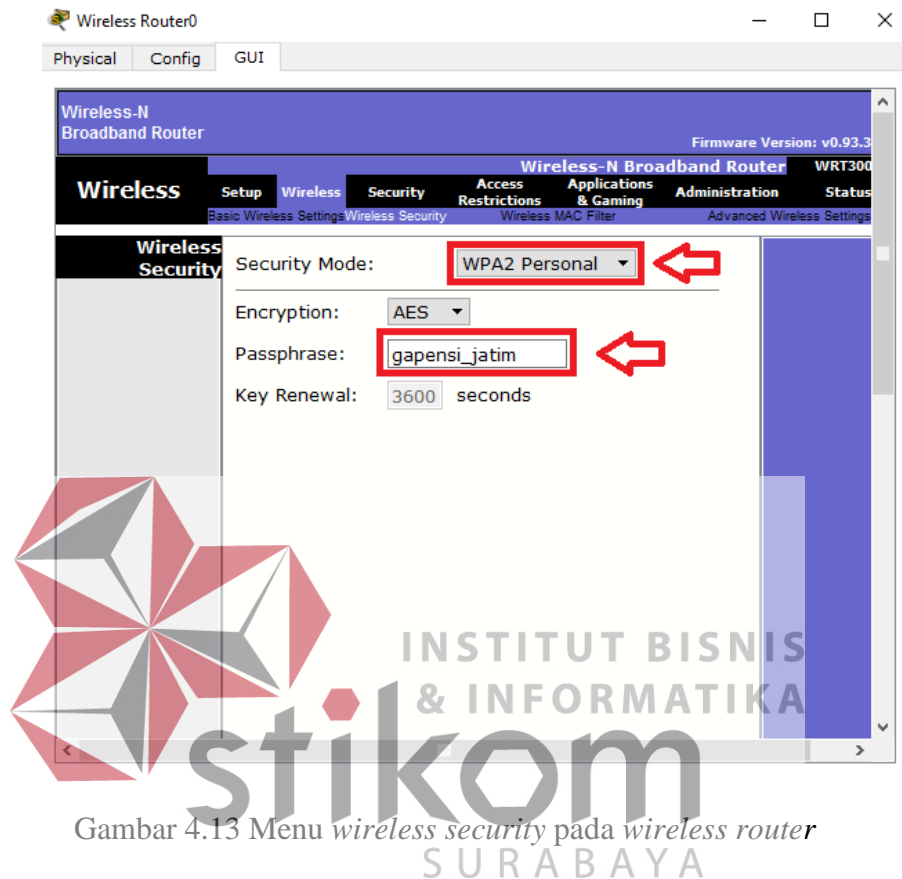 Wireless Router0
Physical Config GUI
Wireless-N
Broadband Router
Firmware Version: v0.93.3
Wireless-N Broadband Router WRT300
Wireless
Setup Wireless Security Access Restrictions Applications & Gaming Administration Status
Basic Wireless Settings Wireless Security Wireless MAC Filter Advanced Wireless Settings
Wireless
Security
Security Mode: WPA2 Personal
Encryption: AES
Passphrase: gapensi_jatim
Key Renewal: 3600 seconds
INSTITUT BISNIS
& INFORMATIKA
stikom
Gambar 4.13 Menu wireless security pada wireless router
SURABAYA